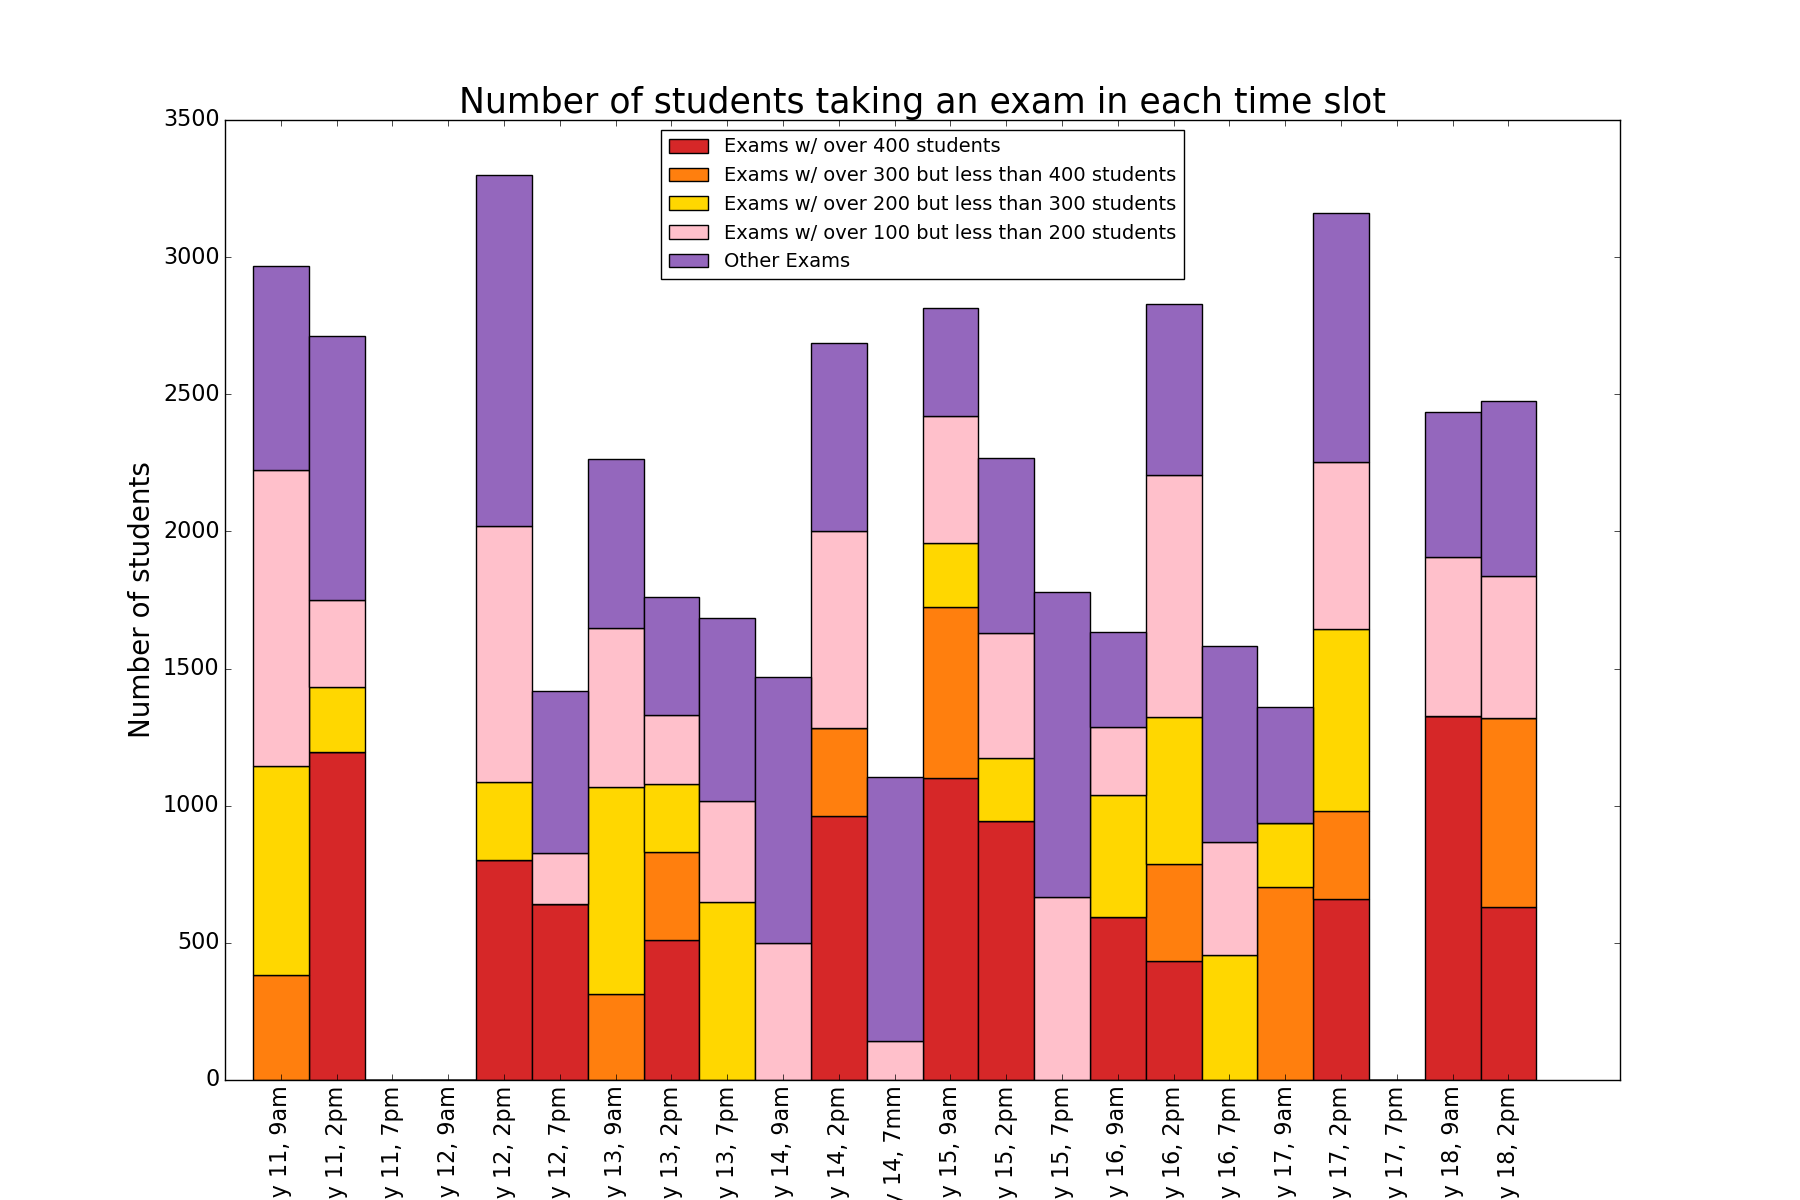 Number of students taking an exam in each time slot
Exams w/ over 400 students
Exams w/ over 300 but less than 400 students
Exams w/ over 200 but less than 300 students
Exams w/ over 100 but less than 200 students
Other Exams
Number of students
3500
3000
2500
2000
1500
1000
500
0
y 11, 9am
y 11, 2pm
y 11, 7pm
y 12, 9am
y 12, 2pm
y 12, 7pm
y 13, 9am
y 13, 2pm
y 13, 7pm
y 14, 9am
y 14, 2pm
y 14, 7mm
y 15, 9am
y 15, 2pm
y 15, 7pm
y 16, 9am
y 16, 2pm
y 16, 7pm
y 17, 9am
y 17, 2pm
y 17, 7pm
y 18, 9am
y 18, 2pm